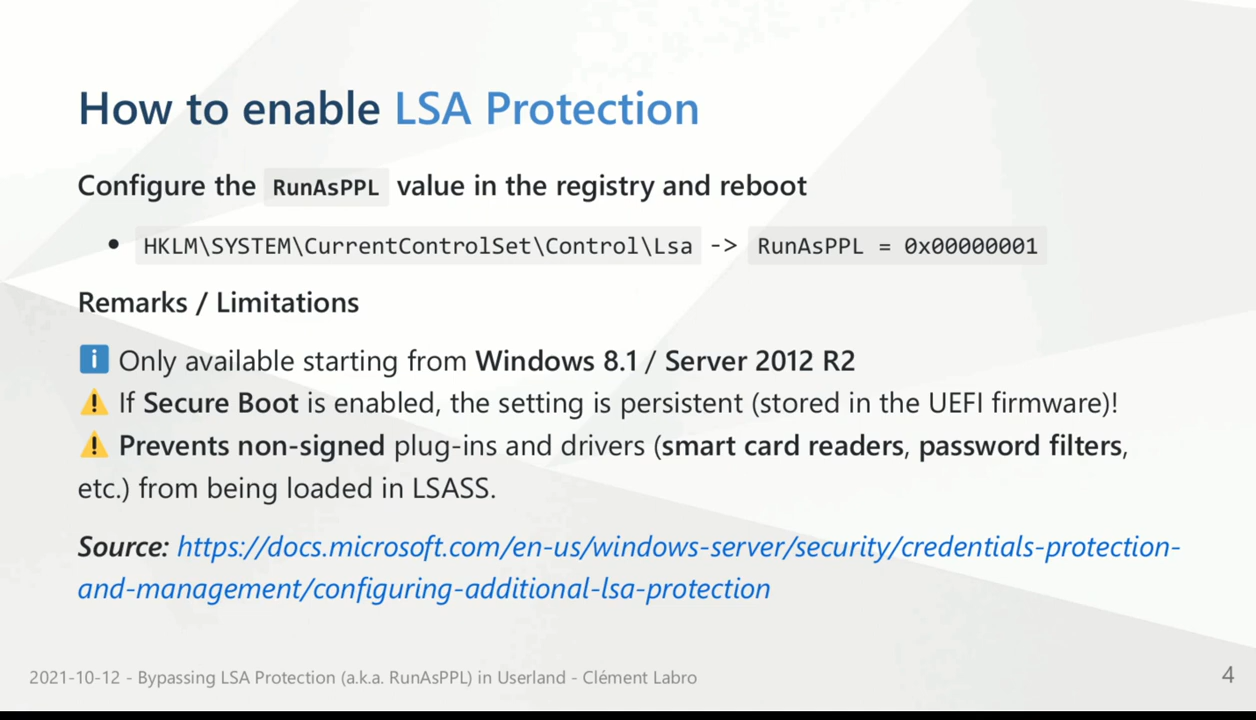 How to enable LSA Protection
Configure the RunAsPPL value in the registry and reboot
• HKLM\SYSTEM\CurrentControlSet\Control\Lsa -> RunAsPPL = 0x00000001
Remarks / Limitations
ℹ️ Only available starting from Windows 8.1 / Server 2012 R2
⚠️ If Secure Boot is enabled, the setting is persistent (stored in the UEFI firmware)!
⚠️ Prevents non-signed plug-ins and drivers (smart card readers, password filters,
etc.) from being loaded in LSASS.
Source: https://docs.microsoft.com/en-us/windows-server/security/credentials-protection-
and-management/configuring-additional-lsa-protection
2021-10-12 - Bypassing LSA Protection (a.k.a. RunAsPPL) in Userland - Clément Labro
4